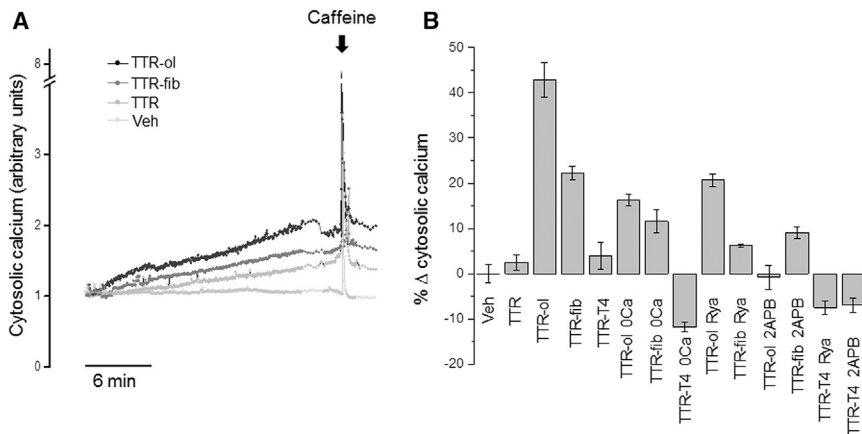 A
Caffeine
Cytosolic calcium (arbitrary units)
8
3
2
1
0
TTR-ol
TTR-fib
TTR
Veh
6 min
B
% Δ cytosolic calcium
50
40
30
20
10
0
-10
-20
Veh
TTR
TTR-ol
TTR-fib
TTR-T4
TTR-ol 0Ca
TTR-fib 0Ca
TTR-T4 0Ca
TTR-ol Rya
TTR-fib Rya
TTR-ol 2APB
TTR-fib 2APB
TTR-T4 Rya
TTR-T4 2APB